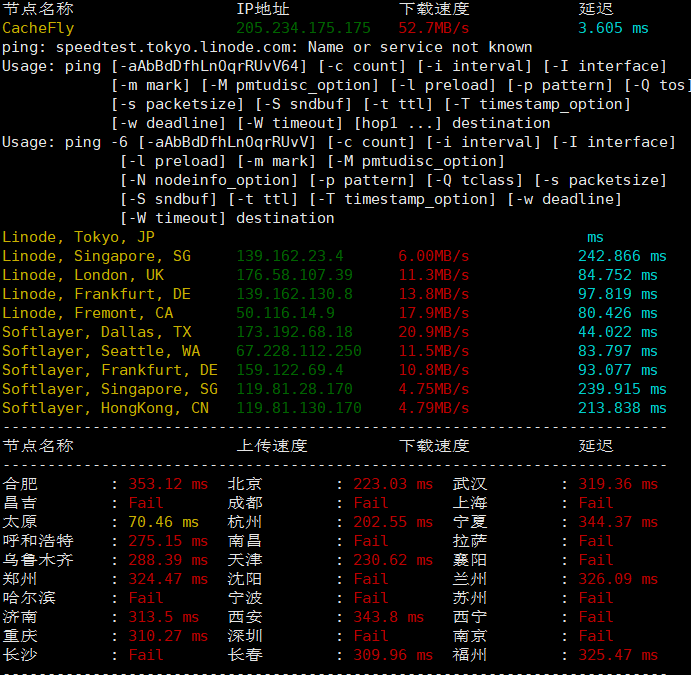 节点名称 IP地址 下载速度 延迟
CacheFly 205.234.175.175 52.7MB/s 3.605 ms
ping: speedtest.tokyo.linode.com: Name or service not known
Usage: ping [-aAbBdDfhLnOqrRUvV64] [-c count] [-i interval] [-I interface]
[-m mark] [-M pmtudisc_option] [-l preload] [-p pattern] [-Q tos]
[-s packetsize] [-S sndbuf] [-t ttl] [-T timestamp_option]
[-w deadline] [-W timeout] [hop1 ...] destination
Usage: ping -6 [-aAbBdDfhLnOqrRUvV] [-c count] [-i interval] [-I interface]
[-l preload] [-m mark] [-M pmtudisc_option]
[-N nodeinfo_option] [-p pattern] [-Q tclass] [-s packetsize]
[-S sndbuf] [-t ttl] [-T timestamp_option] [-w deadline]
[-W timeout] destination
Linode, Tokyo, JP ms
Linode, Singapore, SG 139.162.23.4 6.00MB/s 242.866 ms
Linode, London, UK 176.58.107.39 11.3MB/s 84.752 ms
Linode, Frankfurt, DE 139.162.130.8 13.8MB/s 97.819 ms
Linode, Fremont, CA 50.116.14.9 17.9MB/s 80.426 ms
Softlayer, Dallas, TX 173.192.68.18 20.9MB/s 44.022 ms
Softlayer, Seattle, WA 67.228.112.250 11.5MB/s 83.797 ms
Softlayer, Frankfurt, DE 159.122.69.4 10.8MB/s 93.077 ms
Softlayer, Singapore, SG 119.81.28.170 4.75MB/s 239.915 ms
Softlayer, HongKong, CN 119.81.130.170 4.79MB/s 213.838 ms
--------------------------------------------------------------------------
节点名称 上传速度 下载速度 延迟
--------------------------------------------------------------------------
合肥 : 353.12 ms 北京 : 223.03 ms 武汉 : 319.36 ms
昌吉 : Fail 成都 : Fail 上海 : Fail
太原 : 70.46 ms 杭州 : 202.55 ms 宁夏 : 344.37 ms
呼和浩特 : 275.15 ms 南昌 : Fail 拉萨 : Fail
乌鲁木齐 : 288.39 ms 天津 : 230.62 ms 襄阳 : Fail
郑州 : 324.47 ms 沈阳 : Fail 兰州 : 326.09 ms
哈尔滨 : Fail 宁波 : Fail 苏州 : Fail
济南 : 313.5 ms 西安 : 343.8 ms 西宁 : Fail
重庆 : 310.27 ms 深圳 : Fail 南京 : Fail
长沙 : Fail 长春 : 309.96 ms 福州 : 325.47 ms
--------------------------------------------------------------------------